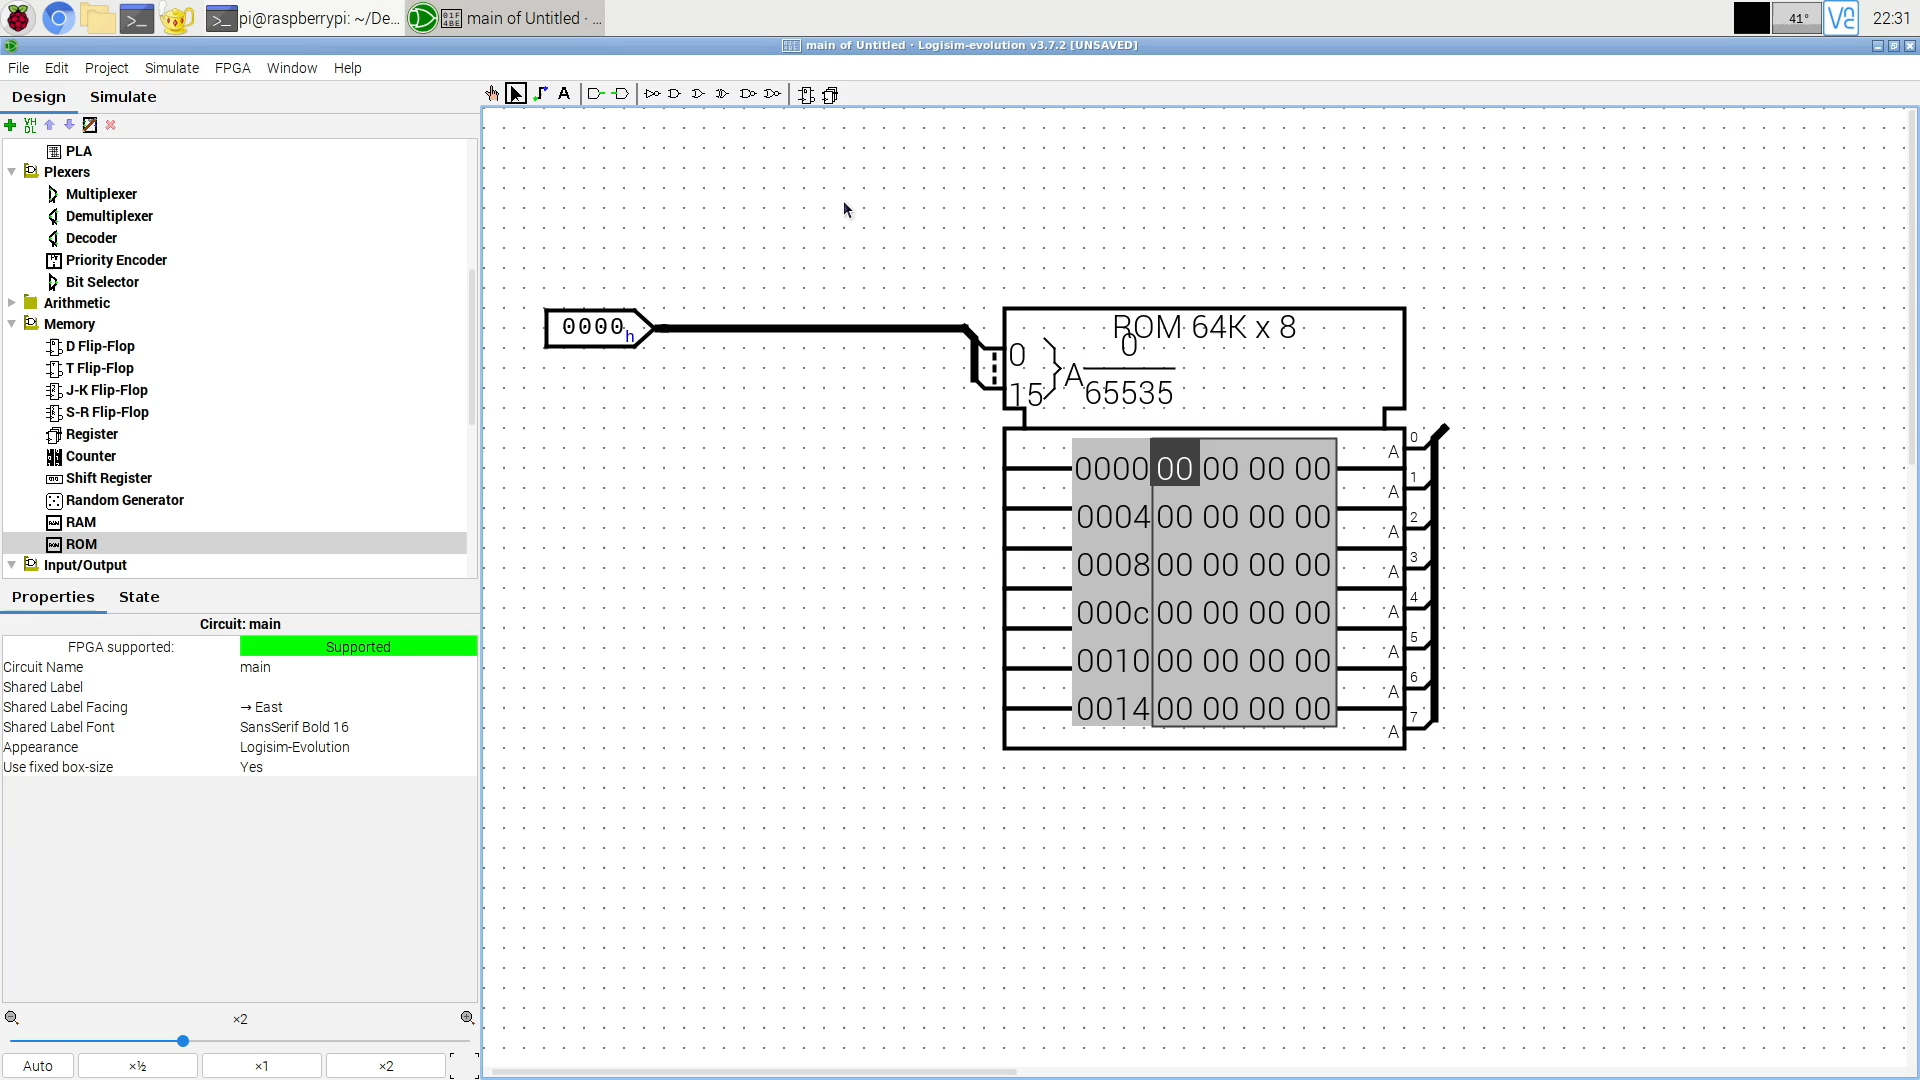 pi@raspberrypi: ~/De...
01F
4BE
main of Untitled · ...
41°
22:31
main of Untitled · Logisim-evolution v3.7.2 [UNSAVED]
File Edit Project Simulate FPGA Window Help
Design Simulate
A
VH
DL
PLA
Plexers
Multiplexer
Demultiplexer
Decoder
Priority Encoder
Bit Selector
Arithmetic
Memory
D Flip-Flop
T Flip-Flop
J-K Flip-Flop
S-R Flip-Flop
Register
Counter
Shift Register
Random Generator
RAM
ROM
Input/Output
Properties State
Circuit: main
FPGA supported: Supported
Circuit Name main
Shared Label
Shared Label Facing → East
Shared Label Font SansSerif Bold 16
Appearance Logisim-Evolution
Use fixed box-size Yes
×2
Auto ×½ ×1 ×2
0000h
ROM 64K x 8
0
15
A
0
65535
0000 00 00 00 00
0004 00 00 00 00
0008 00 00 00 00
000c 00 00 00 00
0010 00 00 00 00
0014 00 00 00 00
0
A
1
A
2
A
3
A
4
A
5
A
6
A
7
A